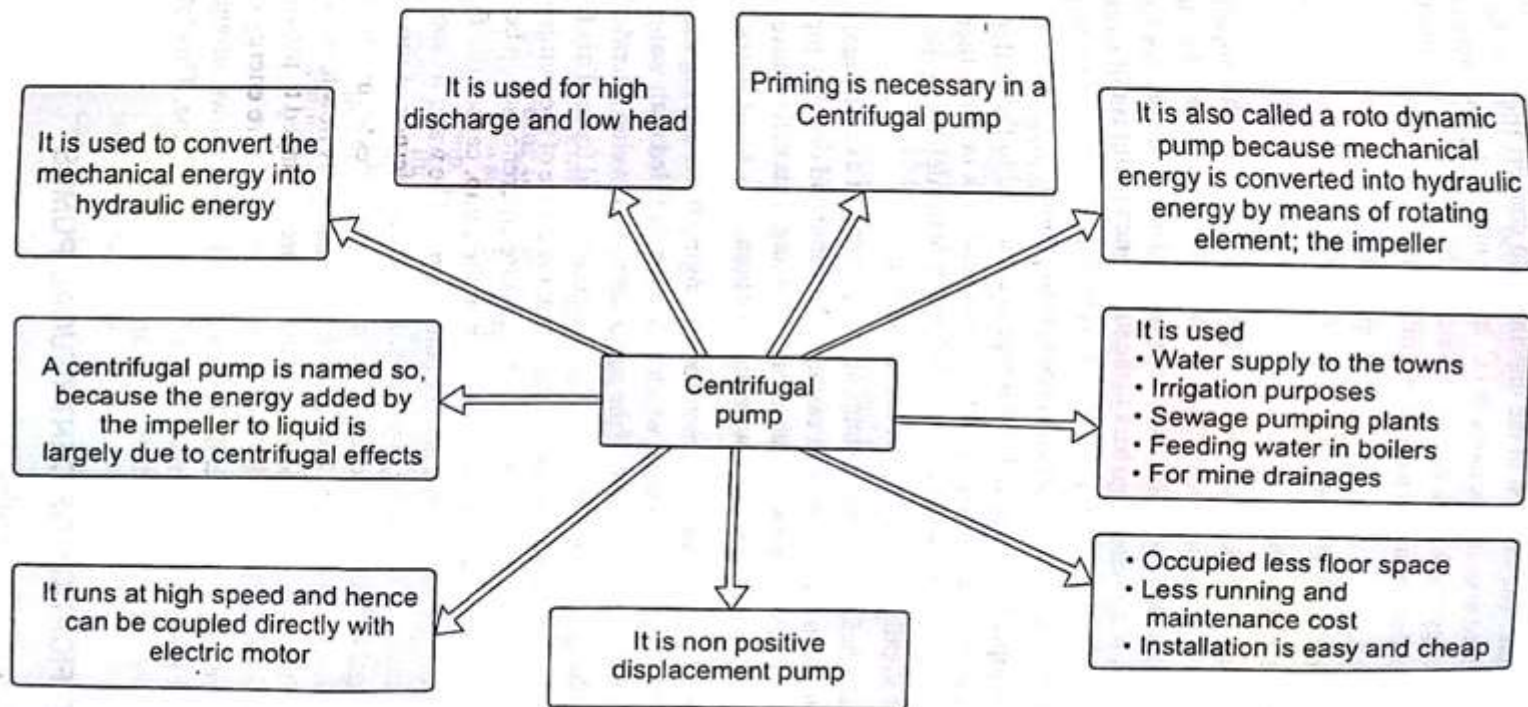 It is used to convert the
mechanical energy into
hydraulic energy
It is used for high
discharge and low head
Priming is necessary in a
Centrifugal pump
It is also called a roto dynamic
pump because mechanical
energy is converted into hydraulic
energy by means of rotating
element; the impeller
A centrifugal pump is named so,
because the energy added by
the impeller to liquid is
largely due to centrifugal effects
Centrifugal
pump
It is used
• Water supply to the towns
• Irrigation purposes
• Sewage pumping plants
• Feeding water in boilers
• For mine drainages
It runs at high speed and hence
can be coupled directly with
electric motor
It is non positive
displacement pump
• Occupied less floor space
• Less running and
maintenance cost
• Installation is easy and cheap